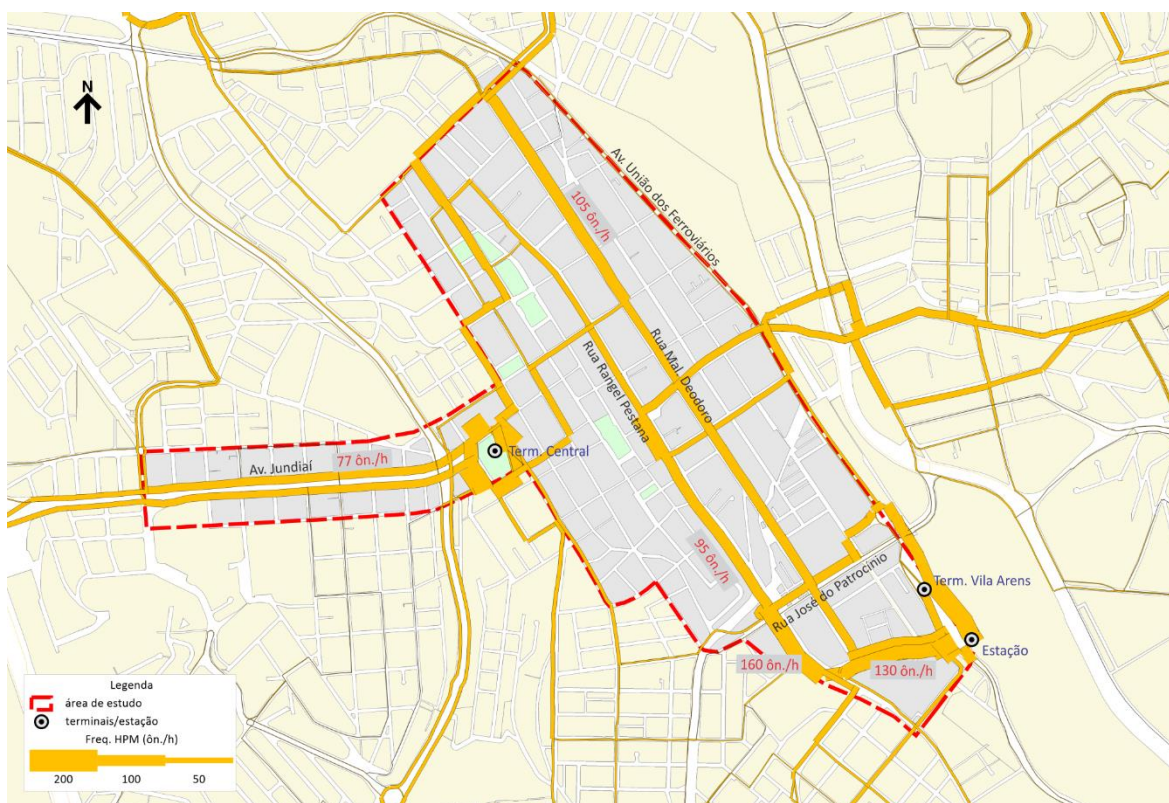 N
Av. União dos Ferroviários
105 ôn./h
Rua Mal. Deodoro
Rua Rangel Pestana
Term. Central
77 ôn./h
Av. Jundiaí
95 ôn./h
Term. Vila Arens
Rua José do Patrocinio
Estação
160 ôn./h
130 ôn./h
Legenda
área de estudo
terminais/estação
Freq. HPM (ôn./h)
200 100 50